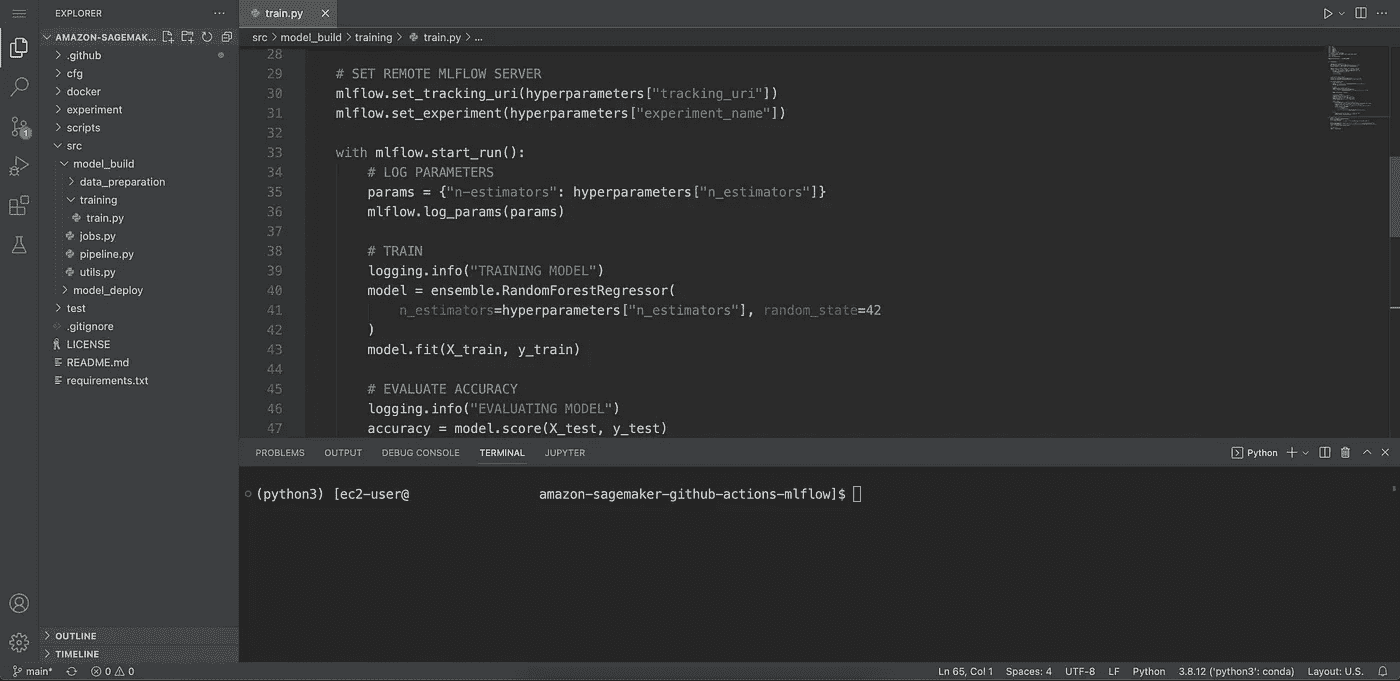 EXPLORER
AMAZON-SAGEMAK...
.github
cfg
docker
experiment
scripts
src
model_build
data_preparation
training
train.py
jobs.py
pipeline.py
utils.py
model_deploy
test
.gitignore
LICENSE
README.md
requirements.txt
OUTLINE
TIMELINE
1
train.py
src > model_build > training > train.py > ...
28
29 # SET REMOTE MLFLOW SERVER
30 mlflow.set_tracking_uri(hyperparameters["tracking_uri"])
31 mlflow.set_experiment(hyperparameters["experiment_name"])
32
33 with mlflow.start_run():
34 # LOG PARAMETERS
35 params = {"n-estimators": hyperparameters["n_estimators"]}
36 mlflow.log_params(params)
37
38 # TRAIN
39 logging.info("TRAINING MODEL")
40 model = ensemble.RandomForestRegressor(
41 n_estimators=hyperparameters["n_estimators"], random_state=42
42 )
43 model.fit(X_train, y_train)
44
45 # EVALUATE ACCURACY
46 logging.info("EVALUATING MODEL")
47 accuracy = model.score(X_test, y_test)
PROBLEMS OUTPUT DEBUG CONSOLE TERMINAL JUPYTER Python
(python3) [ec2-user@ amazon-sagemaker-github-actions-mlflow]$
main* 0 0 Ln 65, Col 1 Spaces: 4 UTF-8 LF Python 3.8.12 ('python3': conda) Layout: U.S.